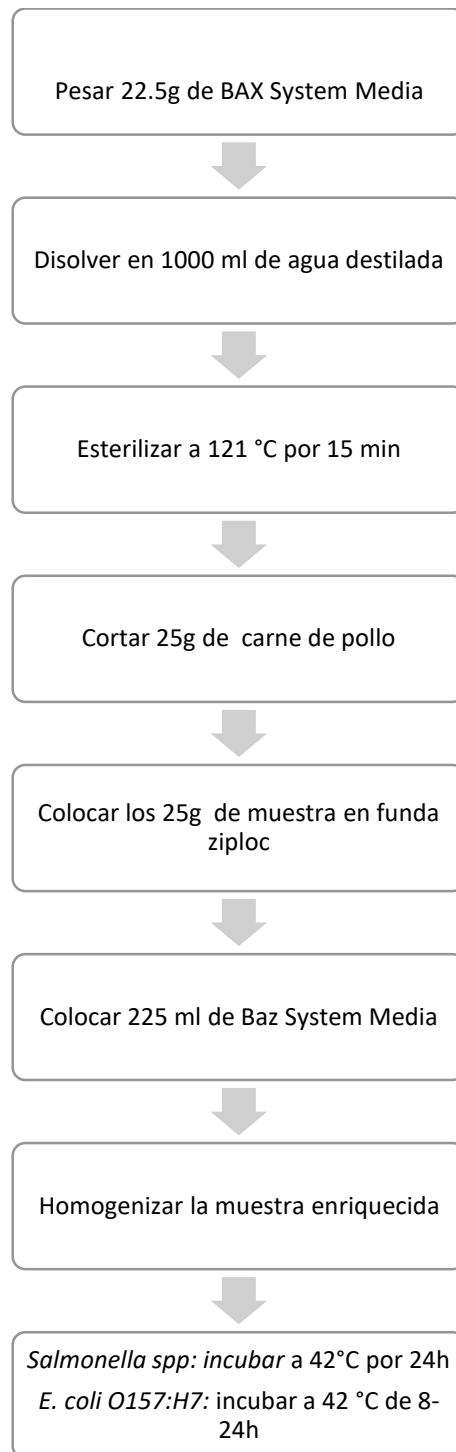 Pesar 22.5g de BAX System Media
Disolver en 1000 ml de agua destilada
Esterilizar a 121 °C por 15 min
Cortar 25g de  carne de pollo
Colocar los 25g  de muestra en funda
ziploc
Colocar 225 ml de Baz System Media
Homogenizar la muestra enriquecida
Salmonella spp: incubar a 42°C por 24h
E. coli O157:H7: incubar a 42 °C de 8-
24h